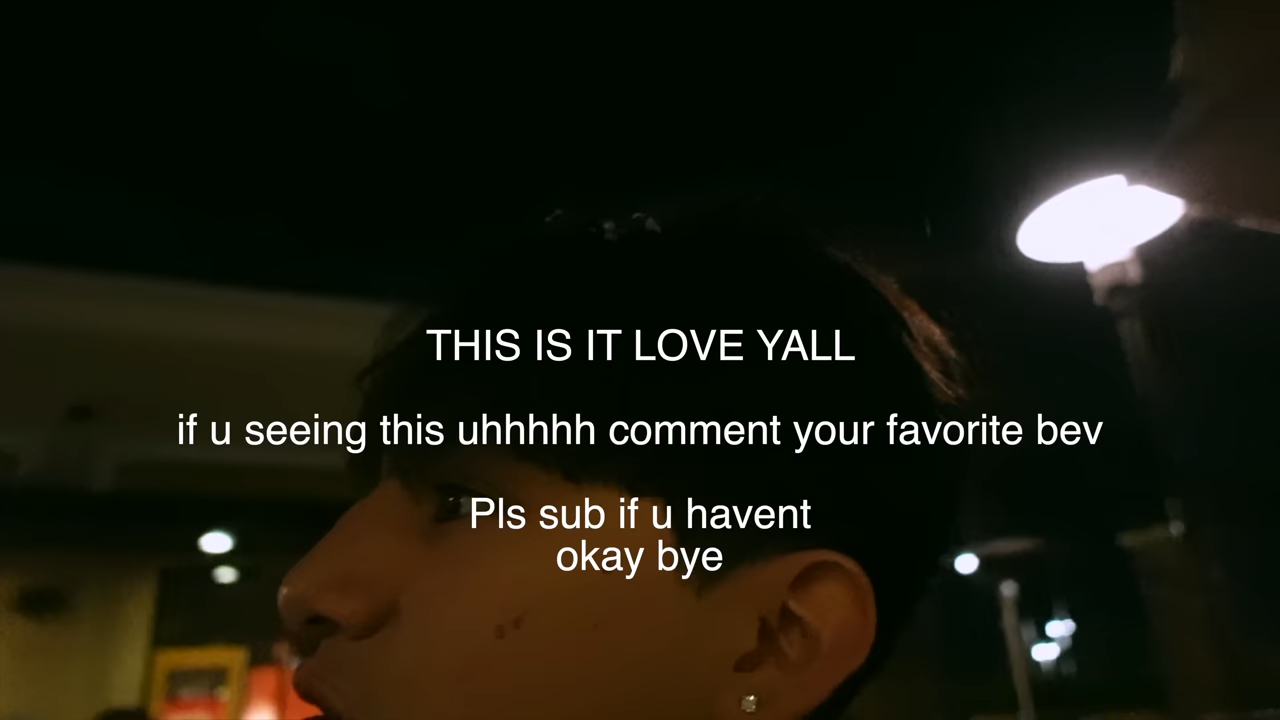 THIS IS IT LOVE YALL
if u seeing this uhhhhh comment your favorite bev
Pls sub if u havent
okay bye